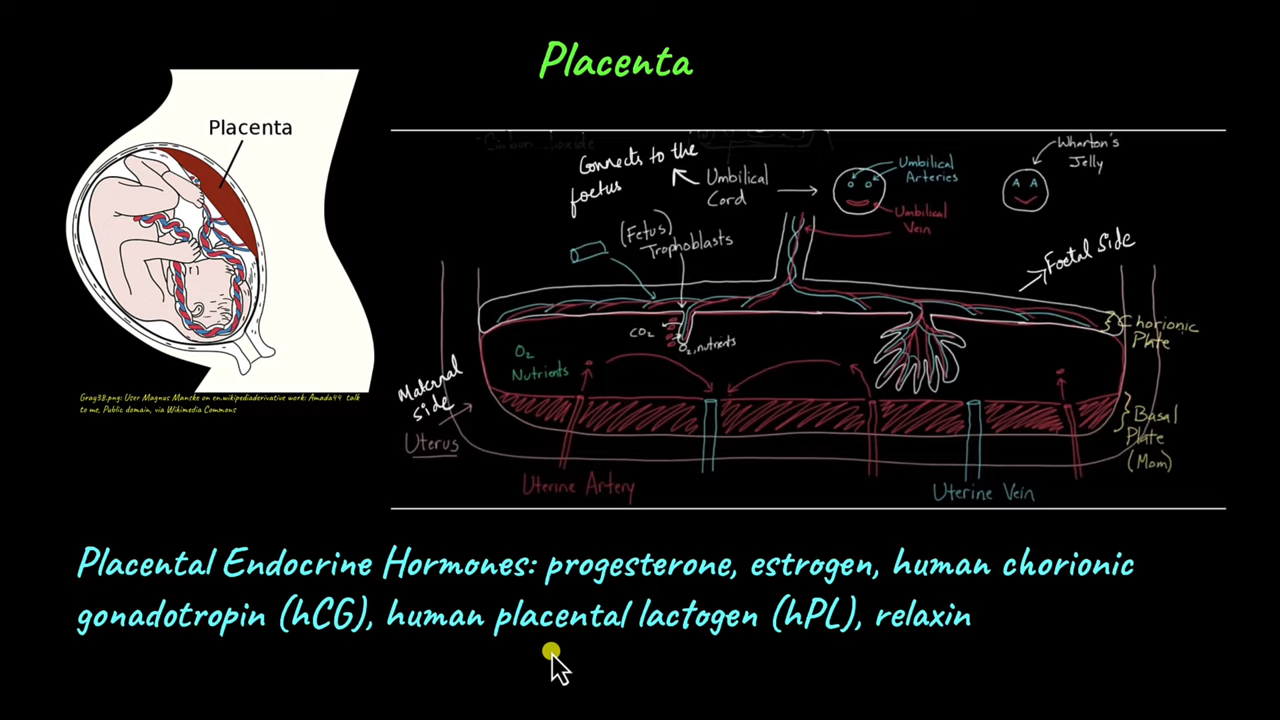 Placenta
Placenta
Gray38.png: User Magnus Manske on en.wikipediaderivative work: Amada44 talk
to me, Public domain, via Wikimedia Commons
Carbon dioxide
Connects to the
foetus
Umbilical
Cord
Umbilical
Arteries
Umbilical
Vein
Wharton's
Jelly
(Fetus)
Trophoblasts
Foetal Side
Chorionic
Plate
CO2
O2, nutrients
O2
Nutrients
Maternal
side
Uterus
Basal
Plate
(Mom)
Uterine Artery
Uterine Vein
Placental Endocrine Hormones: progesterone, estrogen, human chorionic
gonadotropin (hCG), human placental lactogen (hPL), relaxin